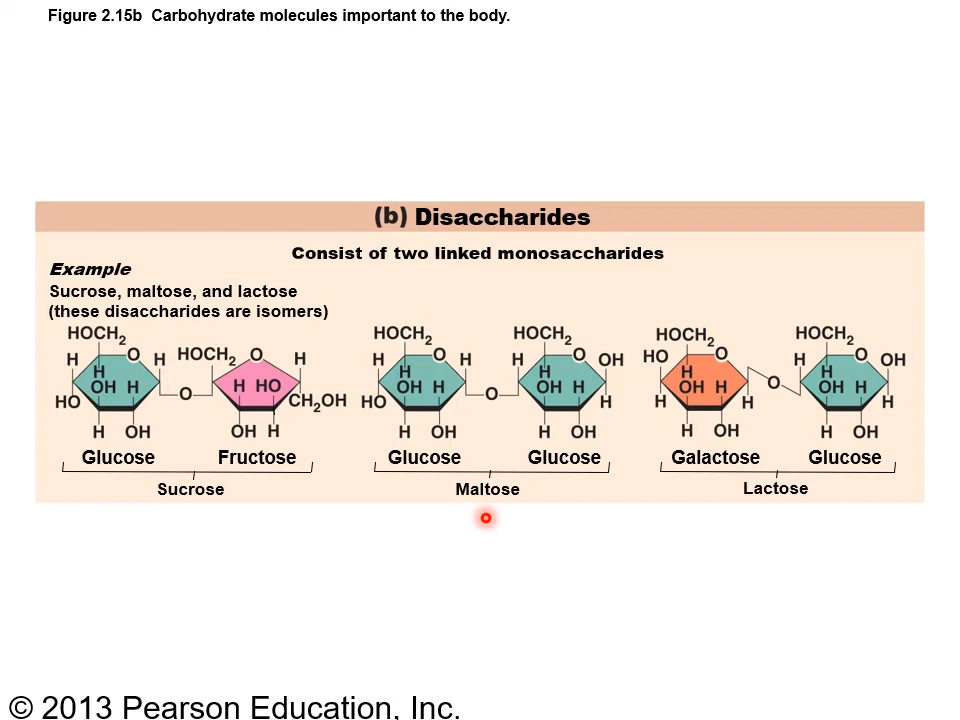 Figure 2.15b  Carbohydrate molecules important to the body.
(b) Disaccharides
Consist of two linked monosaccharides
Example
Sucrose, maltose, and lactose
(these disaccharides are isomers)
HOCH2 HOCH2 HOCH2 HOCH2 HOCH2 HOCH2
H O H O H H O H H O OH HO O H O OH
H H H H H
OH H H HO OH H OH H OH H OH H
HO O CH2OH HO O H H H O H
H OH OH H H OH H OH H OH H OH
Glucose Fructose Glucose Glucose Galactose Glucose
Sucrose Maltose Lactose
© 2013 Pearson Education, Inc.